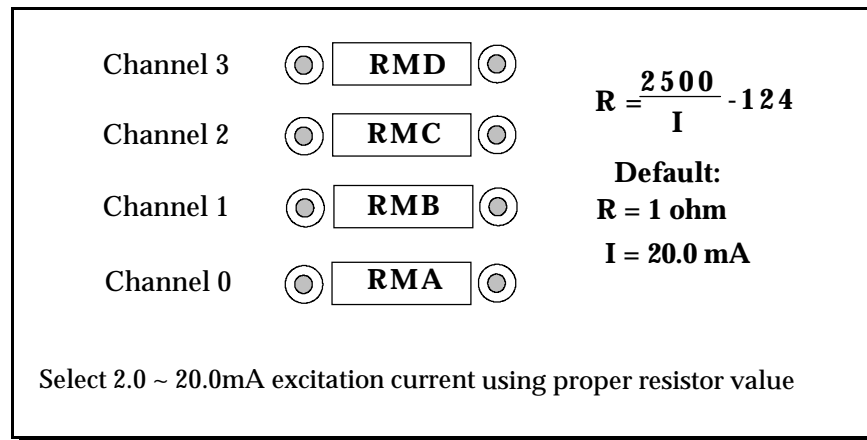 Channel 3 RMD
Channel 2 RMC
Channel 1 RMB
Channel 0 RMA
R = 2500 / I - 124
Default:
R = 1 ohm
I = 20.0 mA
Select 2.0 ~ 20.0mA excitation current using proper resistor value